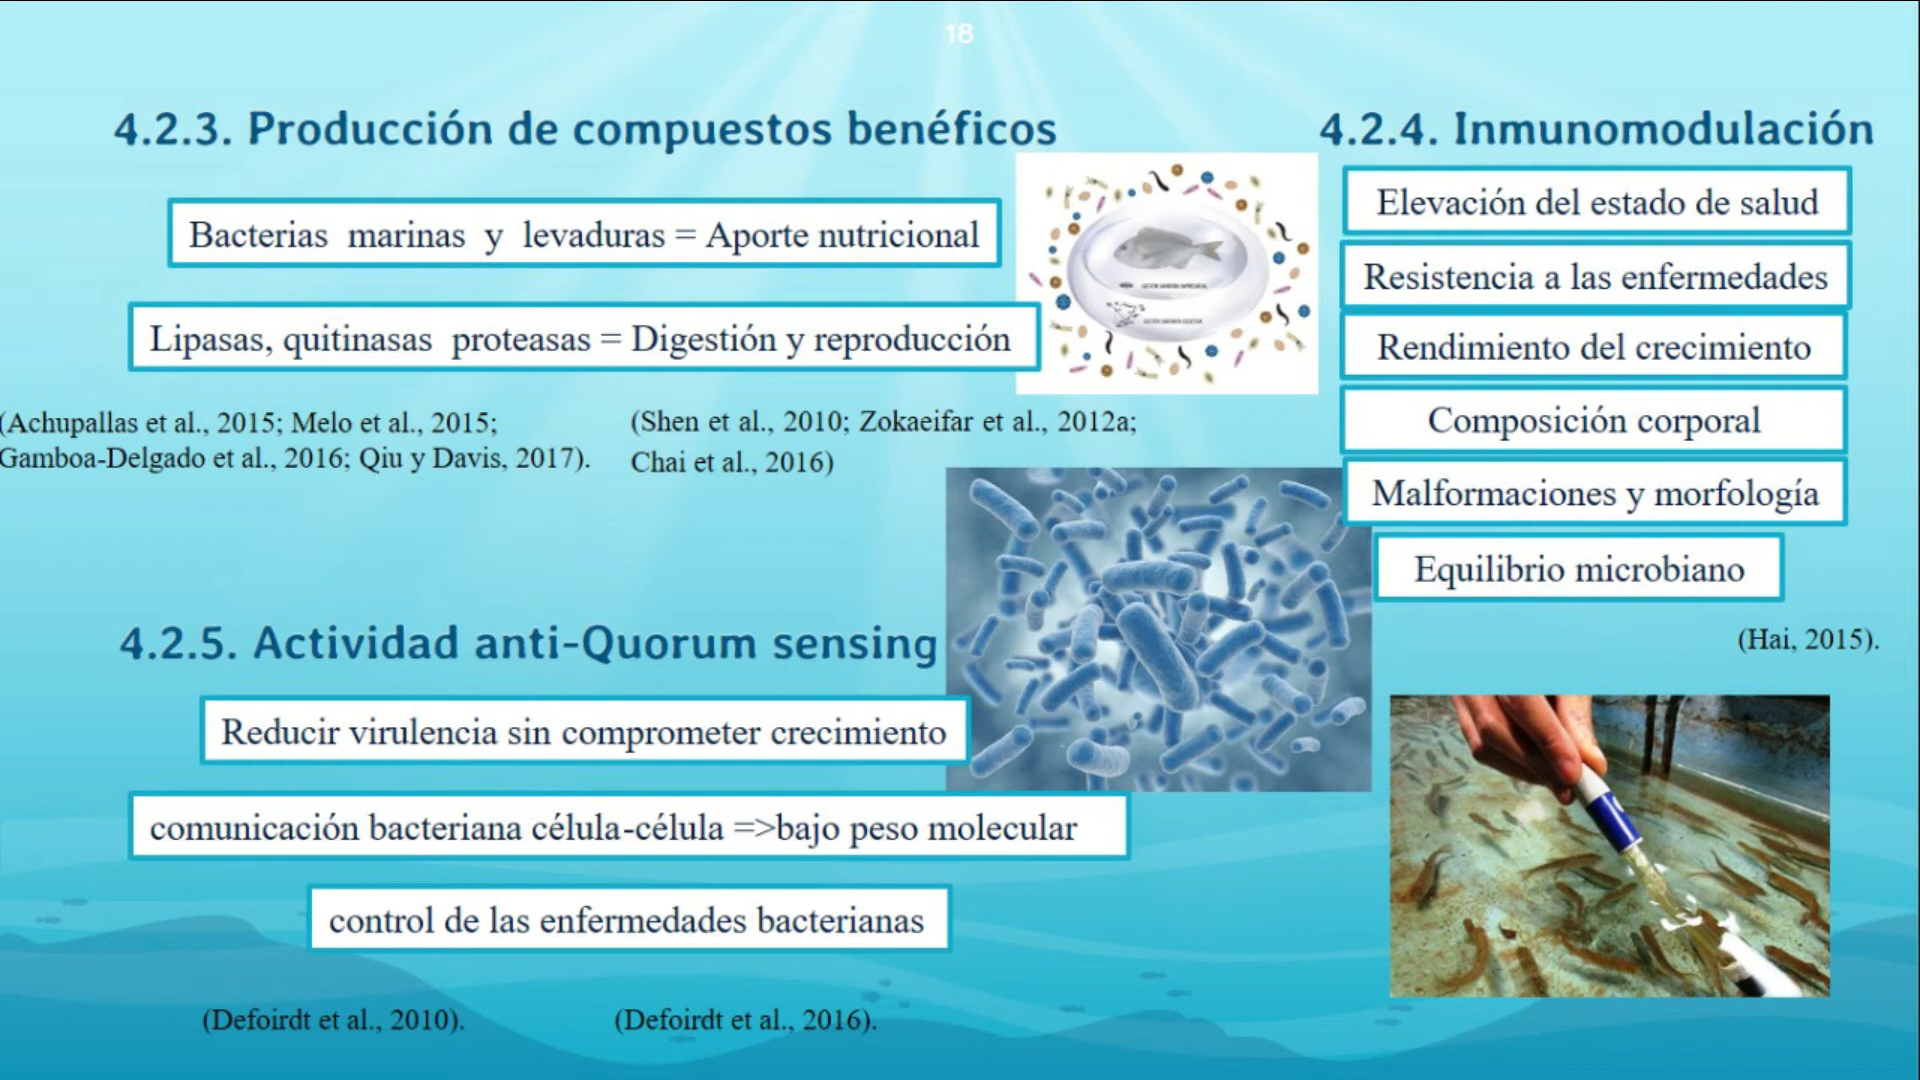 18
4.2.3. Producción de compuestos benéficos
Bacterias marinas y levaduras = Aporte nutricional
Lipasas, quitinasas proteasas = Digestión y reproducción
(Achupallas et al., 2015; Melo et al., 2015;
Gamboa-Delgado et al., 2016; Qiu y Davis, 2017).
(Shen et al., 2010; Zokaeifar et al., 2012a;
Chai et al., 2016)
4.2.4. Inmunomodulación
Elevación del estado de salud
Resistencia a las enfermedades
Rendimiento del crecimiento
Composición corporal
Malformaciones y morfología
Equilibrio microbiano
(Hai, 2015).
4.2.5. Actividad anti-Quorum sensing
Reducir virulencia sin comprometer crecimiento
comunicación bacteriana célula-célula =>bajo peso molecular
control de las enfermedades bacterianas
(Defoirdt et al., 2010).
(Defoirdt et al., 2016).